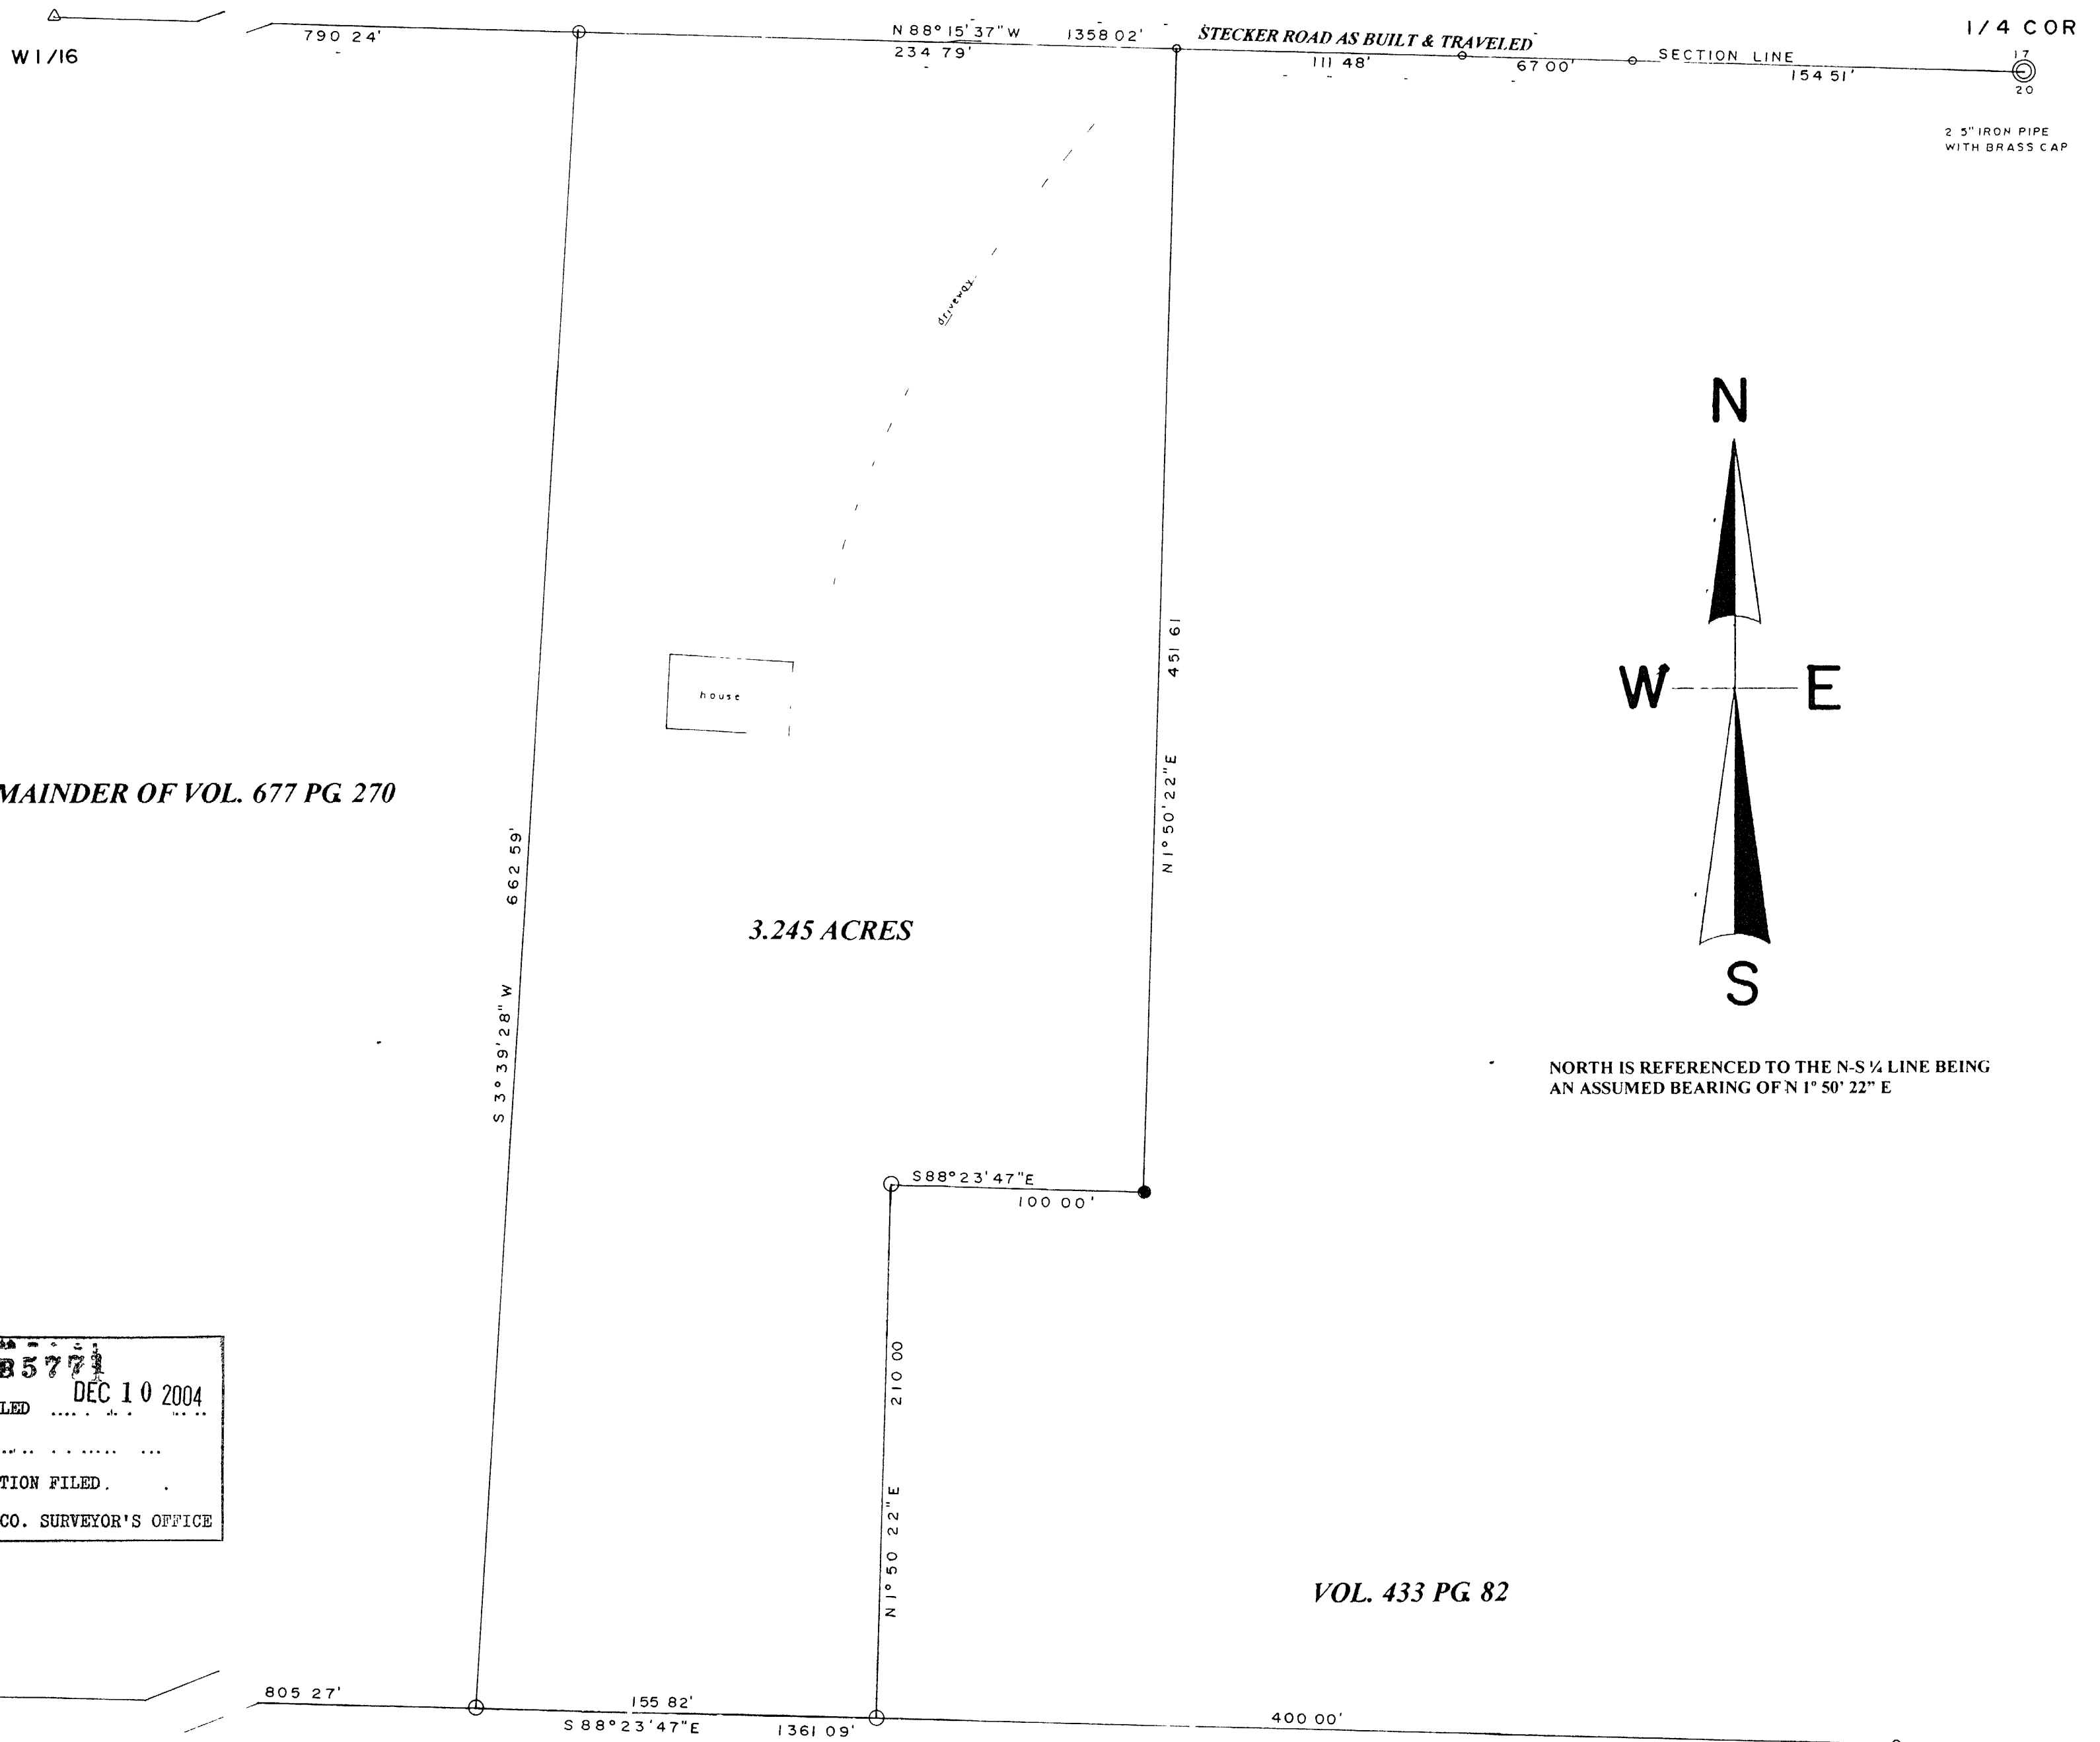 W 1/16
790 24'
N 88° 15' 37" W
1358 02'
234 79'
STECKER ROAD AS BUILT & TRAVELED
111 48'
67 00'
SECTION LINE
154 51'
1/4 COR
17
20
2 5" IRON PIPE
WITH BRASS CAP
driveway
house
N
W
E
S
451 61
N 1° 50' 22" E
MAINDER OF VOL. 677 PG. 270
662 59'
S 3° 39' 28" W
3.245 ACRES
NORTH IS REFERENCED TO THE N-S ¼ LINE BEING
AN ASSUMED BEARING OF N 1° 50' 22” E
S 88° 23' 47" E
100 00'
210 00
N 1° 50 22" E
DEC 10 2004
LED
TION FILED.
CO. SURVEYOR'S OFFICE
VOL. 433 PG. 82
805 27'
155 82'
S 88° 23' 47" E
1361 09'
400 00'